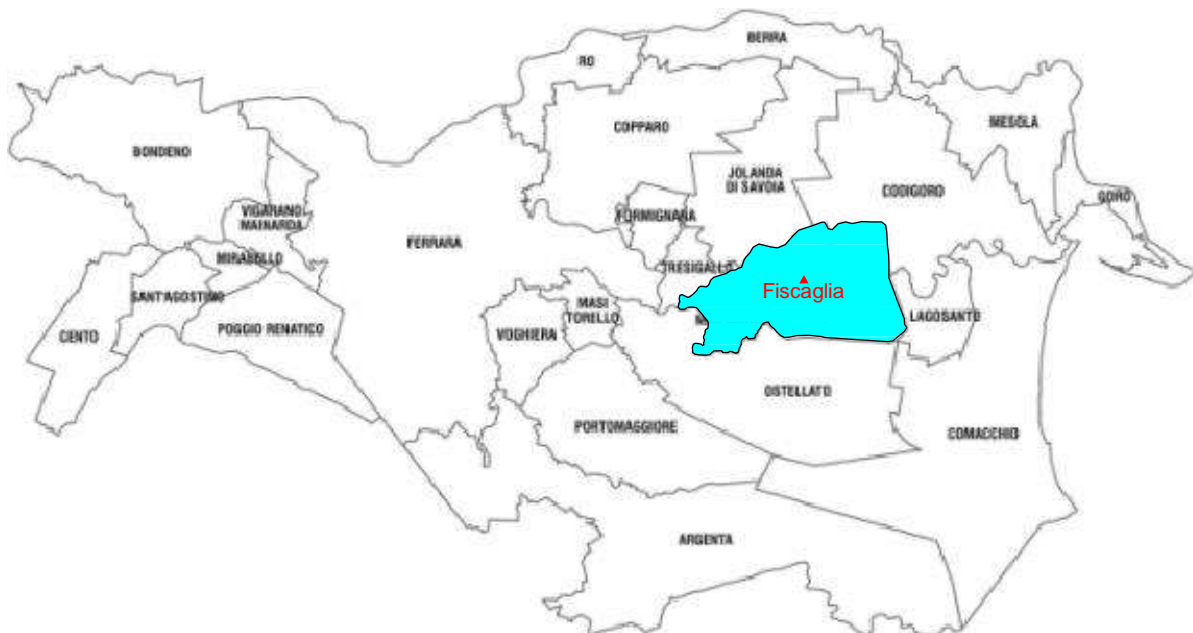 BERRA
RO
COPPARO
MESOLA
BONDENO
JOLANDA
DI SAVOIA
CODIGORO
GORO
VIGARANO
MAINARDA
FORMIGNANA
FERRARA
MIRABELLO
TRESIGALLO
SANT'AGOSTINO
Fiscaglia
MASI
TORELLO
LAGOSANTO
CENTO
POGGIO RENATICO
VOGHIERA
OSTELLATO
PORTOMAGGIORE
COMACCHIO
ARGENTA